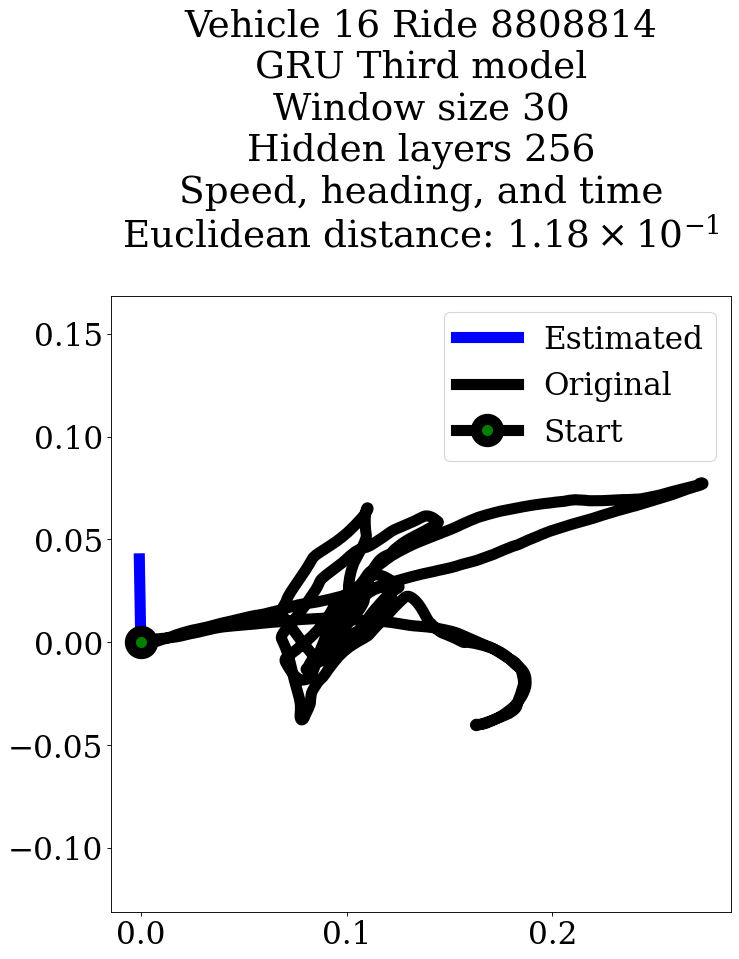 Vehicle 16 Ride 8808814
GRU Third model
Window size 30
Hidden layers 256
Speed, heading, and time
Euclidean distance: 1.18 × 10⁻¹
Estimated
Original
Start
0.15
0.10
0.05
0.00
−0.05
−0.10
0.0 0.1 0.2